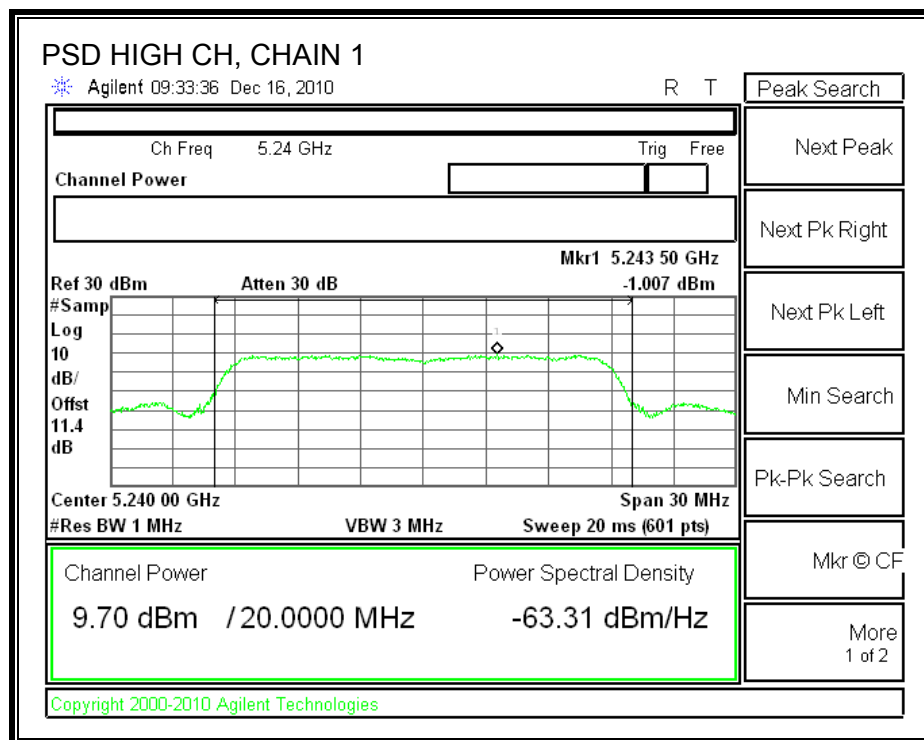 PSD HIGH CH, CHAIN 1
Agilent 09:33:36 Dec 16, 2010
R T
Peak Search
Ch Freq 5.24 GHz
Trig Free
Channel Power
Mkr1 5.243 50 GHz
Ref 30 dBm Atten 30 dB -1.007 dBm
#Samp
Log
10
dB/
Offst
11.4
dB
1
Center 5.240 00 GHz Span 30 MHz
#Res BW 1 MHz VBW 3 MHz Sweep 20 ms (601 pts)
Channel Power Power Spectral Density
9.70 dBm / 20.0000 MHz -63.31 dBm/Hz
Copyright 2000-2010 Agilent Technologies
Next Peak
Next Pk Right
Next Pk Left
Min Search
Pk-Pk Search
Mkr © CF
More
1 of 2